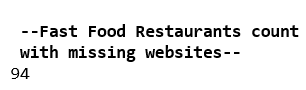 --Fast Food Restaurants count
with missing websites--
94